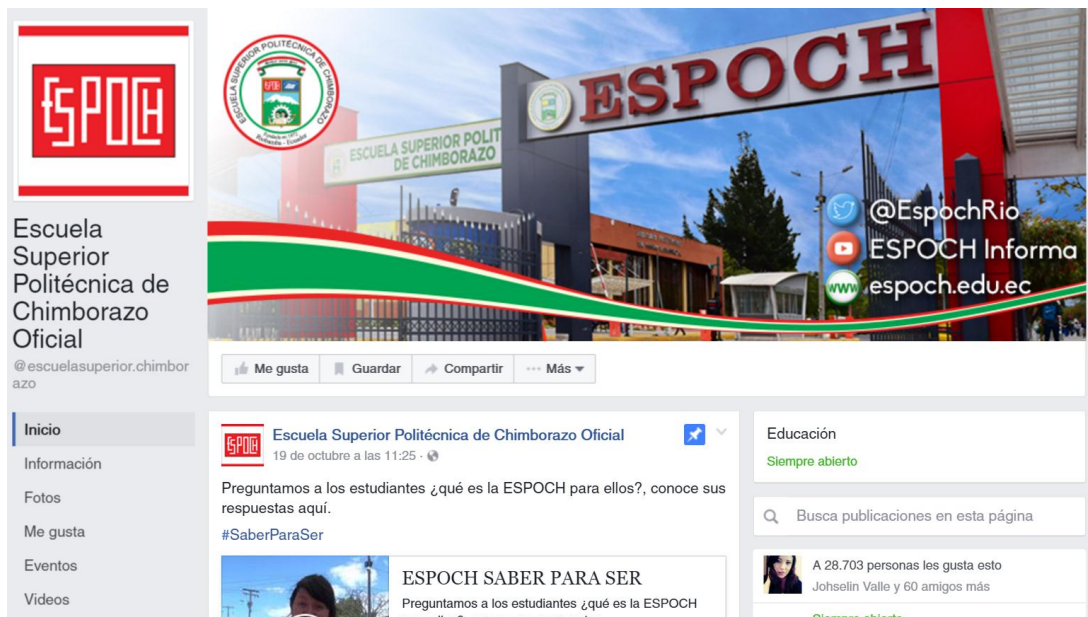 ESPOCH
Escuela
Superior
Politécnica de
Chimborazo
Oficial
@escuelasuperior.chimbor
azo
Inicio
Información
Fotos
Me gusta
Eventos
Videos
ESCUELA SUPERIOR POLITÉCNICA DE CHIMBORAZO
Fundada en 1972
Riobamba - Ecuador
ESCUELA SUPERIOR POLIT
DE CHIMBORAZO
ESPOCH
@EspochRio
ESPOCH Informa
www.espoch.edu.ec
Me gusta
Guardar
Compartir
Más
ESPOCH
Escuela Superior Politécnica de Chimborazo Oficial
19 de octubre a las 11:25 ·
Preguntamos a los estudiantes ¿qué es la ESPOCH para ellos?, conoce sus
respuestas aquí.
#SaberParaSer
ESPOCH SABER PARA SER
Preguntamos a los estudiantes ¿qué es la ESPOCH
Educación
Siempre abierto
Busca publicaciones en esta página
A 28.703 personas les gusta esto
Johselin Valle y 60 amigos más
Siempre abierto